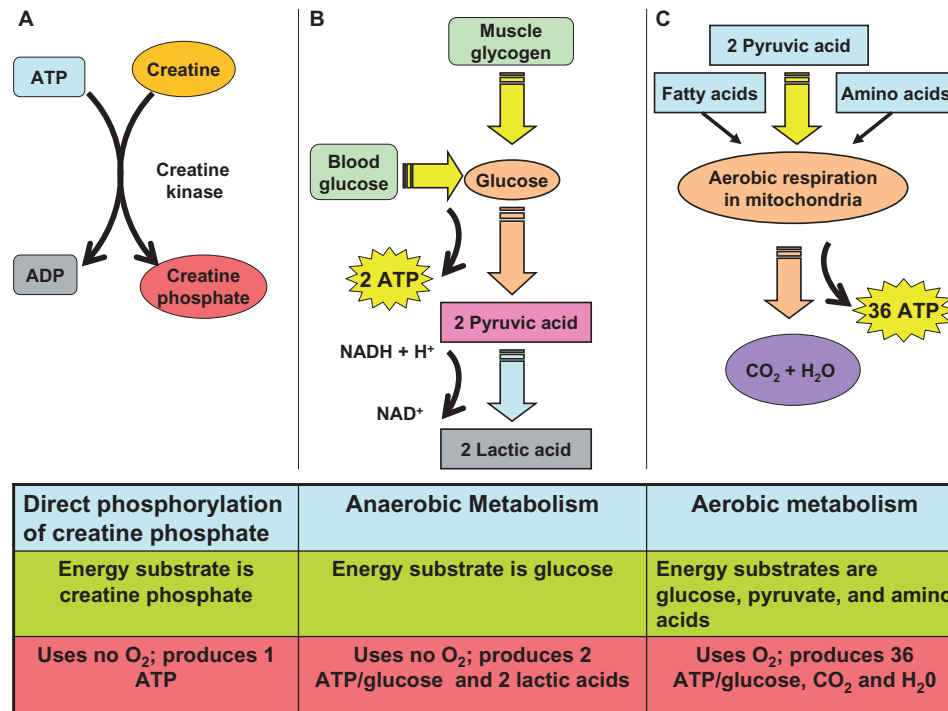 A
ATP
Creatine
Creatine
kinase
ADP
Creatine
phosphate
B
Muscle
glycogen
Blood
glucose
Glucose
2 ATP
2 Pyruvic acid
NADH + H⁺
NAD⁺
2 Lactic acid
C
2 Pyruvic acid
Fatty acids
Amino acids
Aerobic respiration
in mitochondria
36 ATP
CO₂ + H₂O
Direct phosphorylation
of creatine phosphate
Anaerobic Metabolism
Aerobic metabolism
Energy substrate is
creatine phosphate
Energy substrate is glucose
Energy substrates are
glucose, pyruvate, and amino
acids
Uses no O₂; produces 1
ATP
Uses no O₂; produces 2
ATP/glucose and 2 lactic acids
Uses O₂; produces 36
ATP/glucose, CO₂ and H₂0